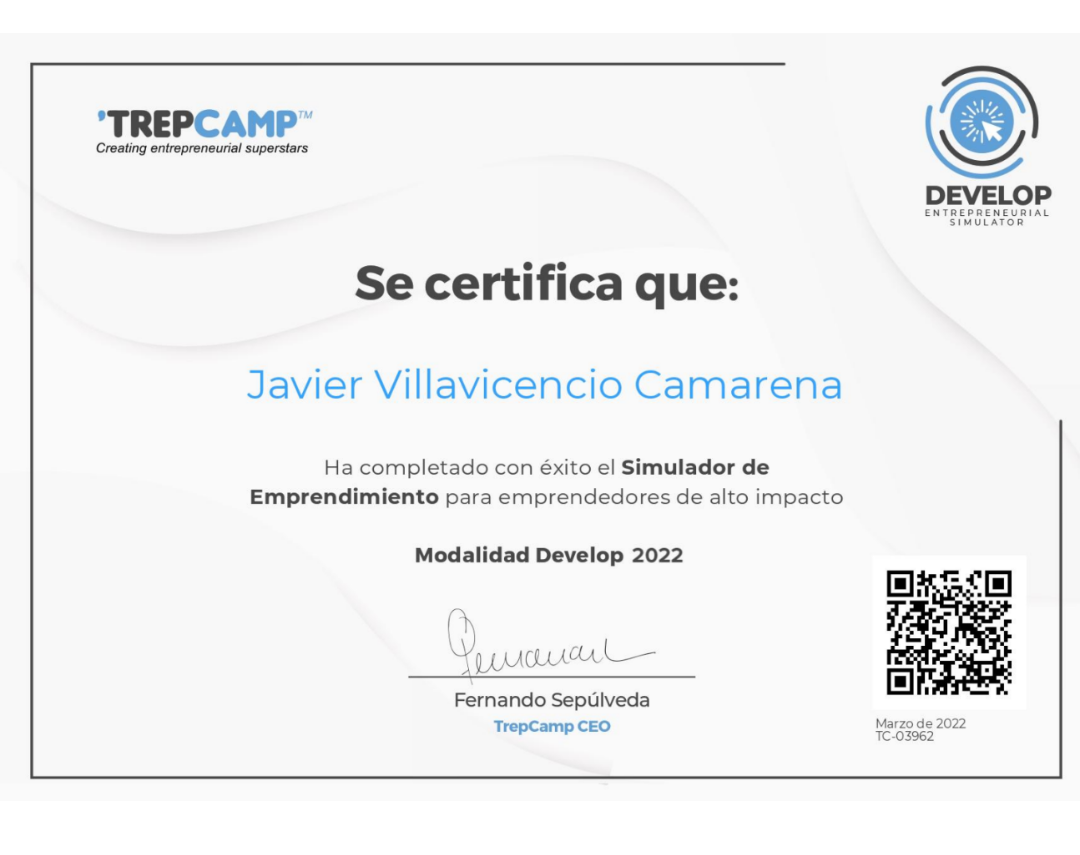 'TREPCAMP™
Creating entrepreneurial superstars
DEVELOP
ENTREPRENEURIAL
SIMULATOR
Se certifica que:
Javier Villavicencio Camarena
Ha completado con éxito el Simulador de
Emprendimiento para emprendedores de alto impacto
Modalidad Develop 2022
Fernando Sepúlveda
TrepCamp CEO
Marzo de 2022
TC-03962